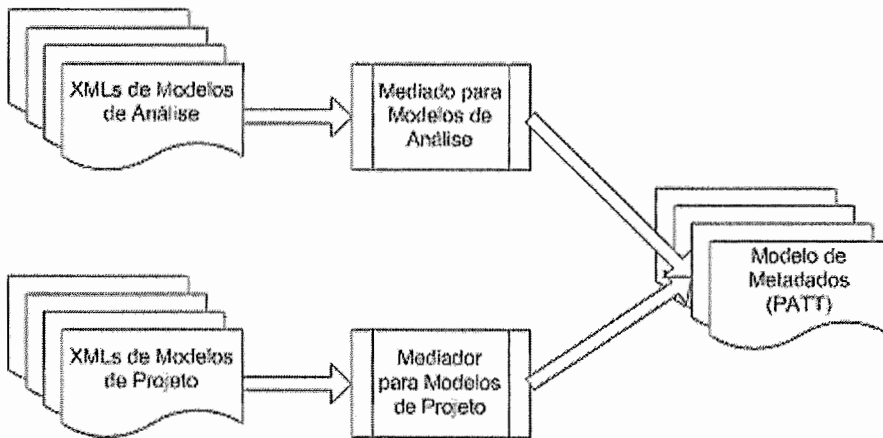 XMLs de Modelos
de Análise
Mediado para
Modelos de
Análise
Modelo de
Metadados
(PATT)
XMLs de Modelos
de Projeto
Mediador
para Modelos
de Projeto